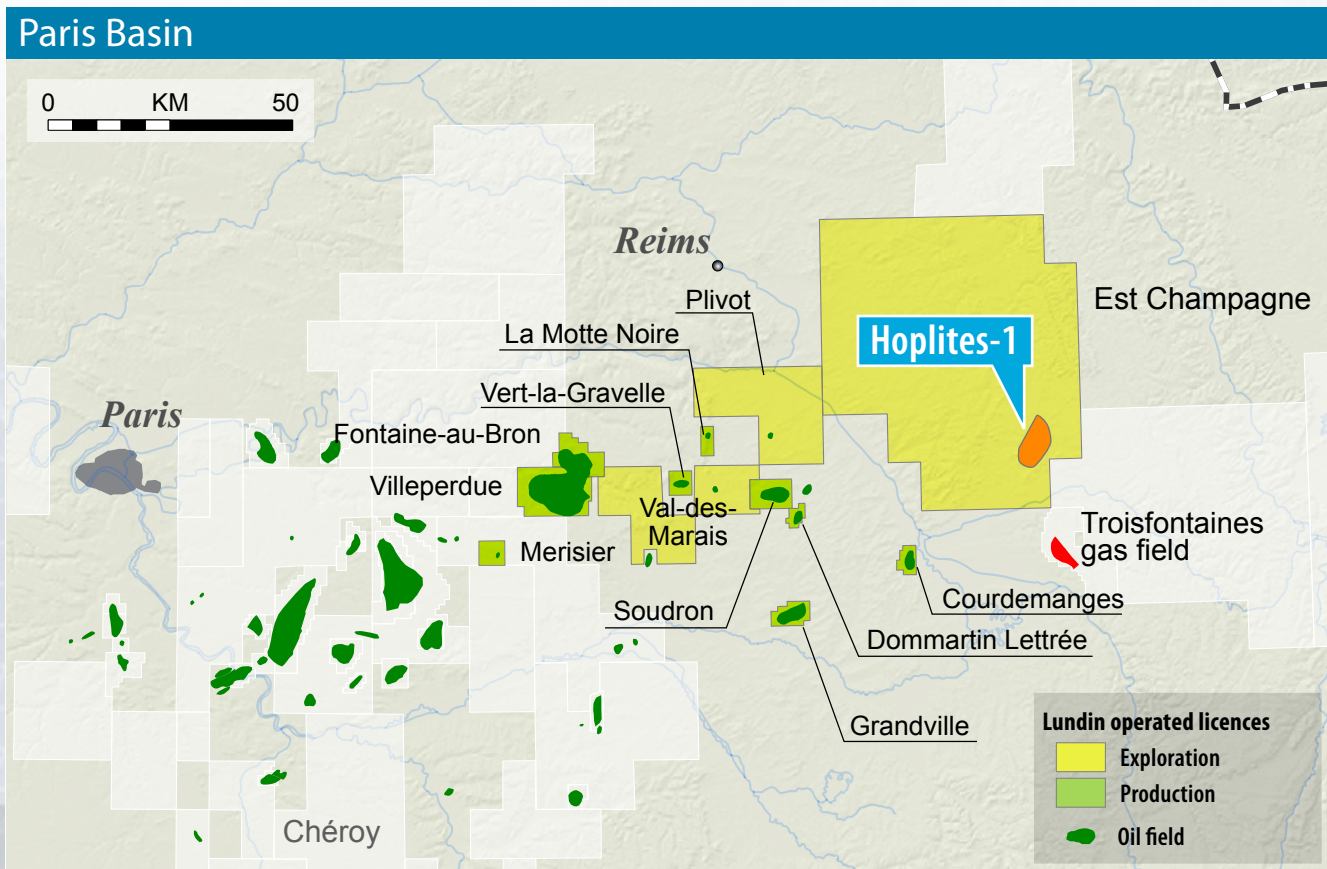 Paris Basin
0 KM 50
Reims
Plivot
Est Champagne
La Motte Noire
Hoplites-1
Vert-la-Gravelle
Paris
Fontaine-au-Bron
Villeperdue
Val-des-
Marais
Troisfontaines
gas field
Merisier
Courdemanges
Soudron
Dommartin Lettrée
Grandville
Chéroy
Lundin operated licences
Exploration
Production
Oil field